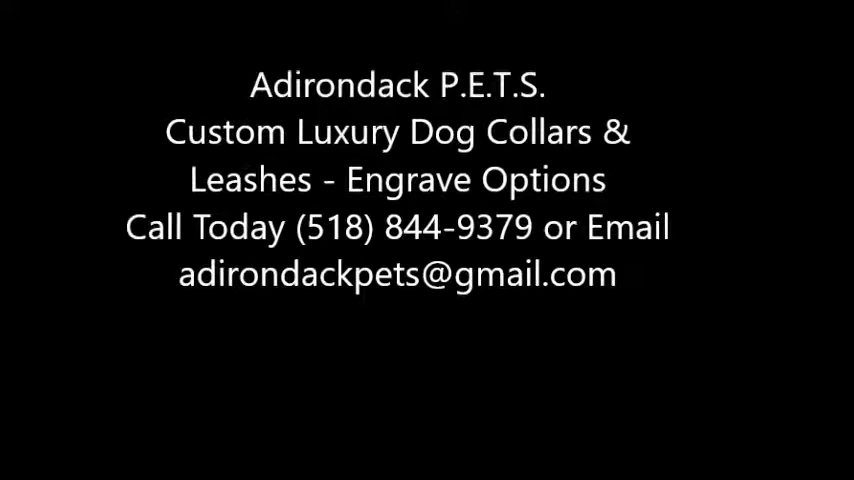 Adirondack P.E.T.S.
Custom Luxury Dog Collars &
Leashes - Engrave Options
Call Today (518) 844-9379 or Email
adirondackpets@gmail.com